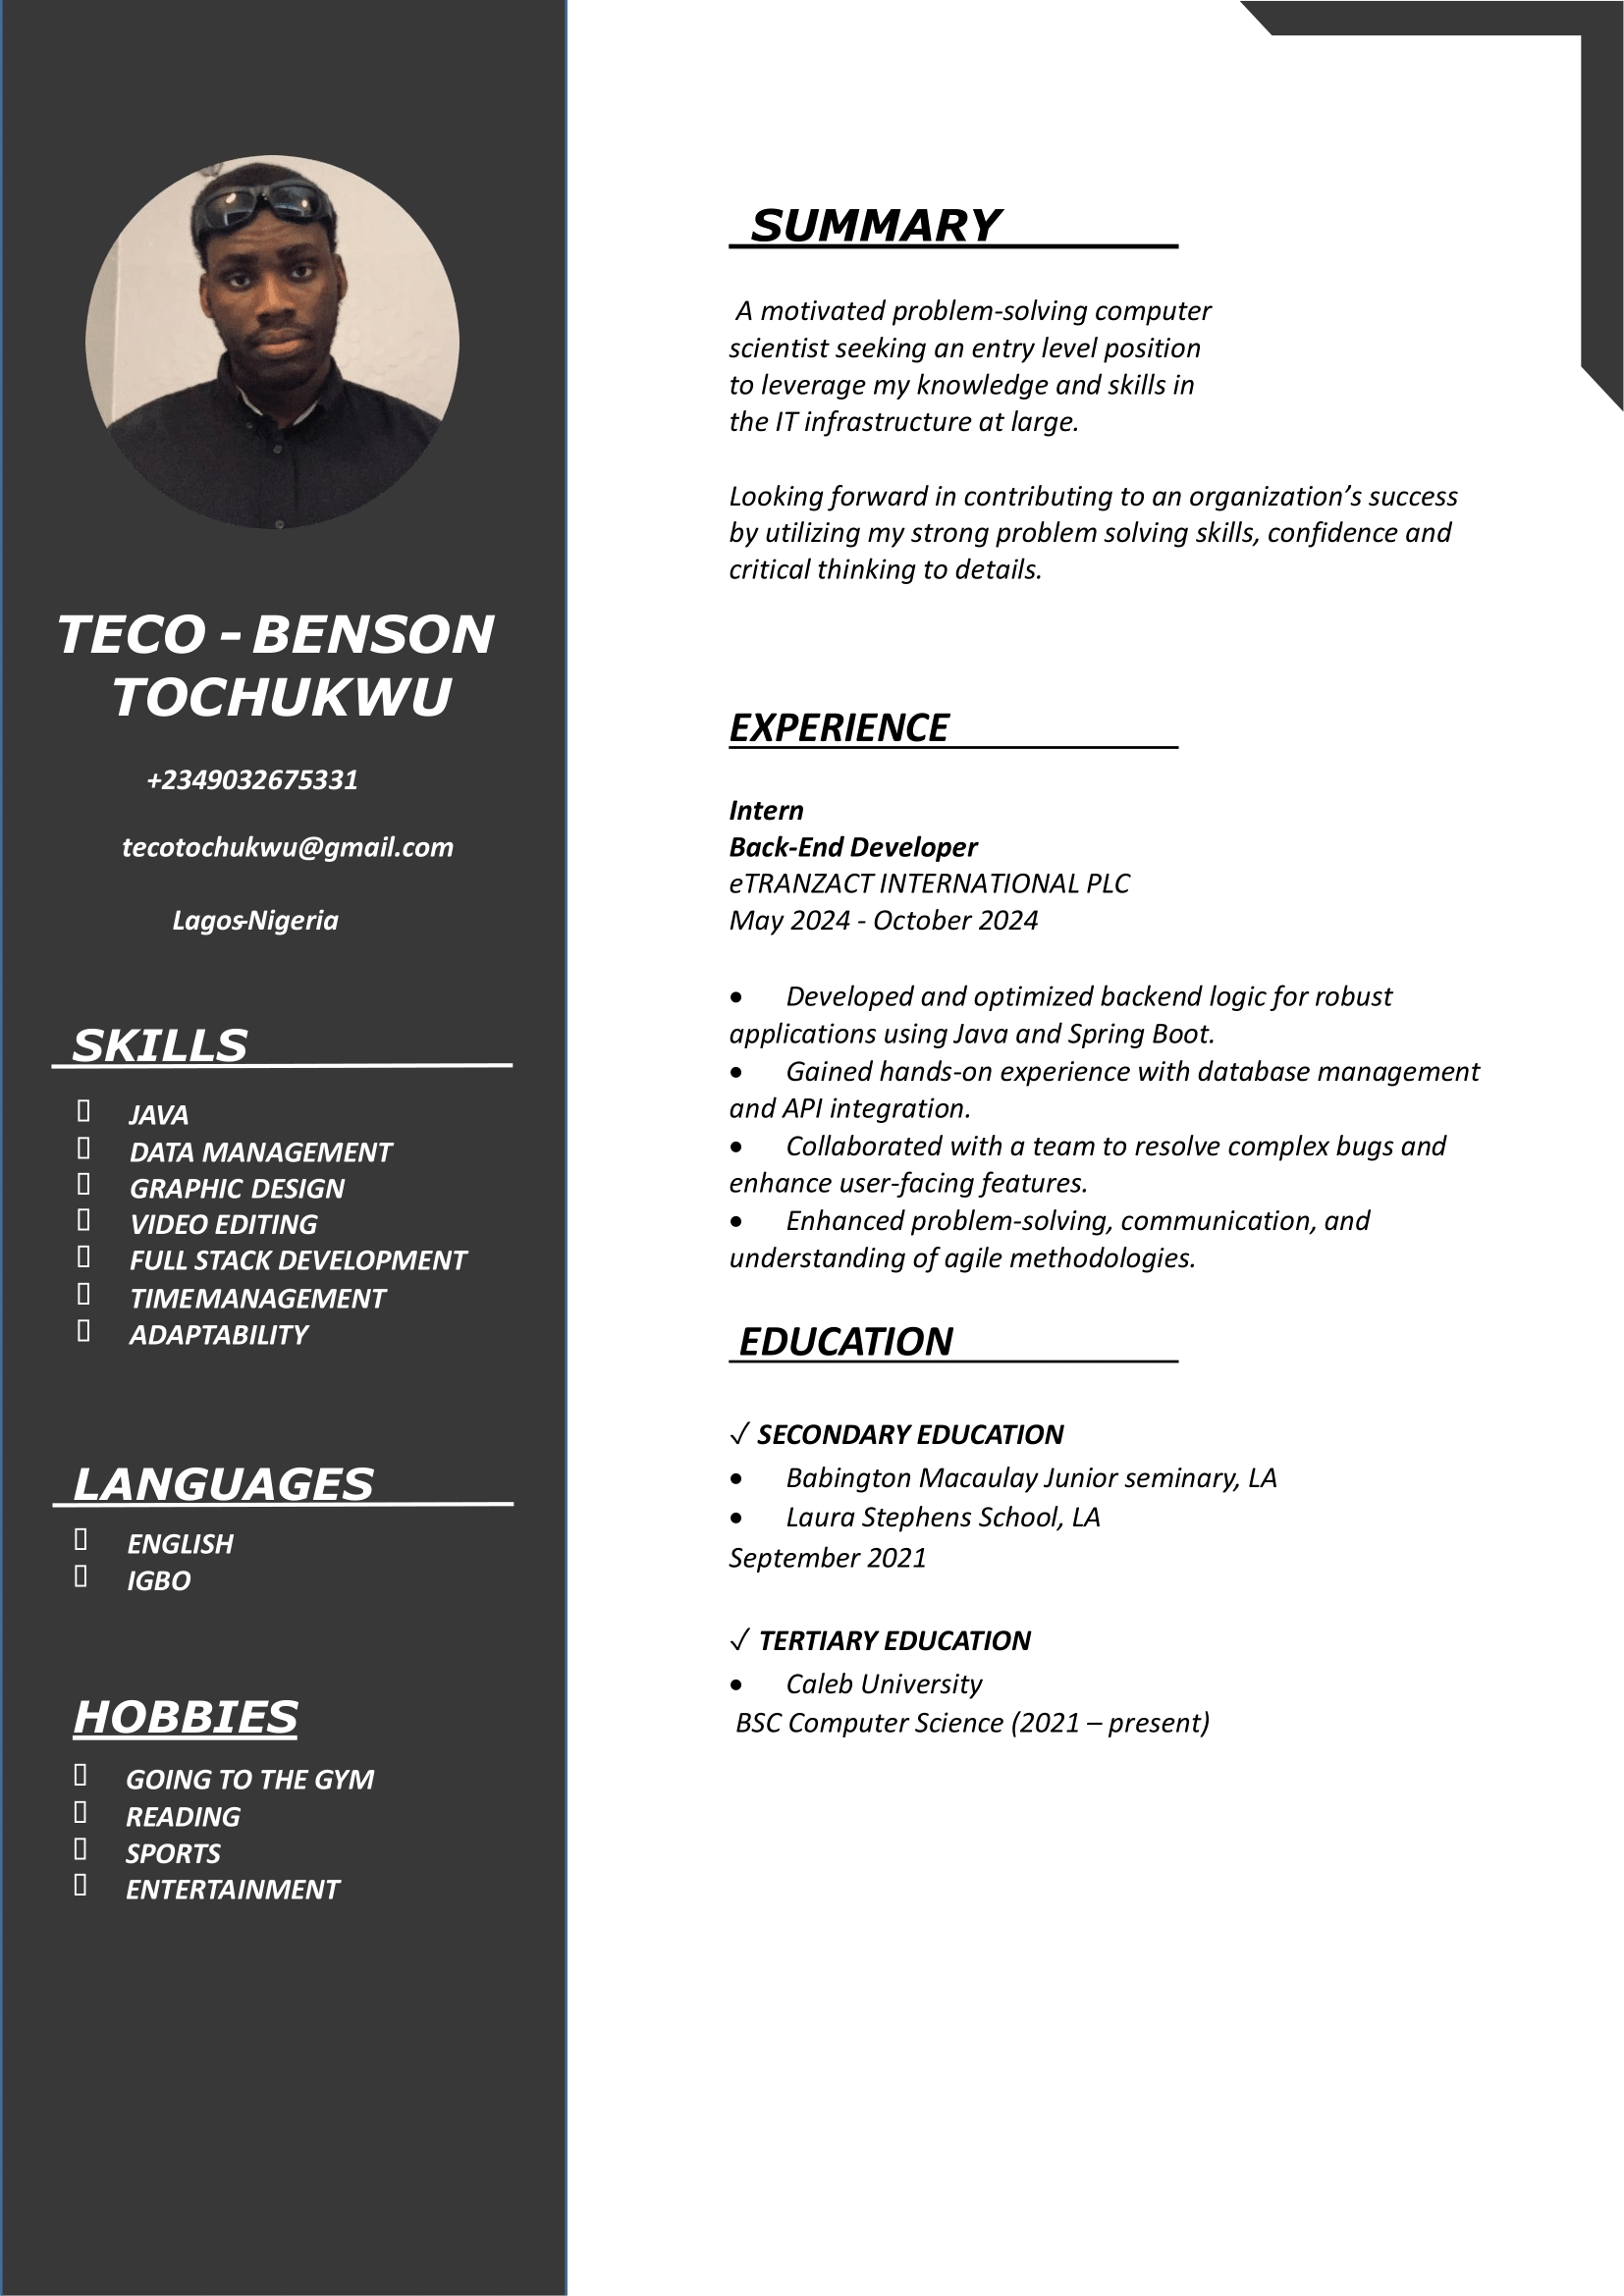 TECO - BENSON
TOCHUKWU
+2349032675331
tecotochukwu@gmail.com
Lagos-Nigeria
SKILLS
JAVA
DATA MANAGEMENT
GRAPHIC DESIGN
VIDEO EDITING
FULL STACK DEVELOPMENT
TIME MANAGEMENT
ADAPTABILITY
LANGUAGES
ENGLISH
IGBO
HOBBIES
GOING TO THE GYM
READING
SPORTS
ENTERTAINMENT
SUMMARY
A motivated problem-solving computer
scientist seeking an entry level position
to leverage my knowledge and skills in
the IT infrastructure at large.
Looking forward in contributing to an organization’s success
by utilizing my strong problem solving skills, confidence and
critical thinking to details.
EXPERIENCE
Intern
Back-End Developer
eTRANZACT INTERNATIONAL PLC
May 2024 - October 2024
• Developed and optimized backend logic for robust
applications using Java and Spring Boot.
• Gained hands-on experience with database management
and API integration.
• Collaborated with a team to resolve complex bugs and
enhance user-facing features.
• Enhanced problem-solving, communication, and
understanding of agile methodologies.
EDUCATION
✓ SECONDARY EDUCATION
• Babington Macaulay Junior seminary, LA
• Laura Stephens School, LA
September 2021
✓ TERTIARY EDUCATION
• Caleb University
BSC Computer Science (2021 – present)